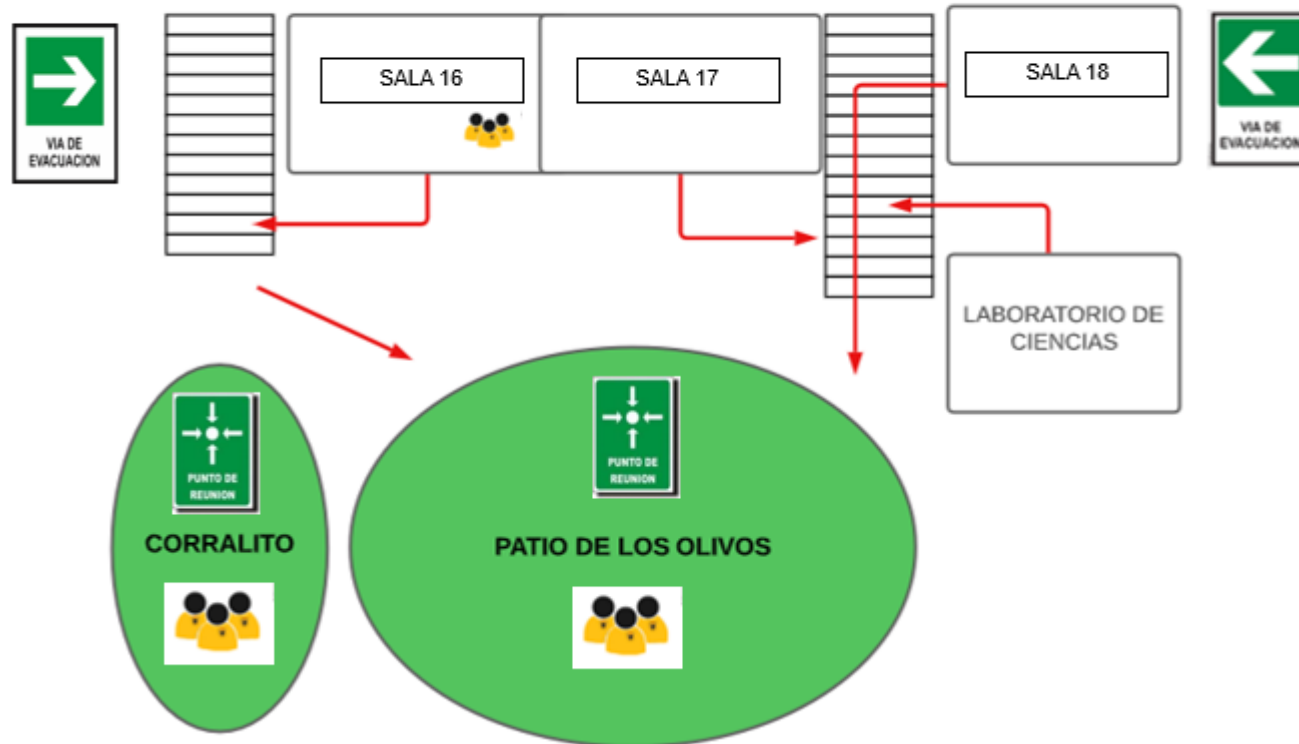 VIA DE
EVACUACION
SALA 16
SALA 17
SALA 18
VIA DE
EVACUACION
LABORATORIO DE
CIENCIAS
PUNTO DE
REUNION
CORRALITO
PUNTO DE
REUNION
PATIO DE LOS OLIVOS